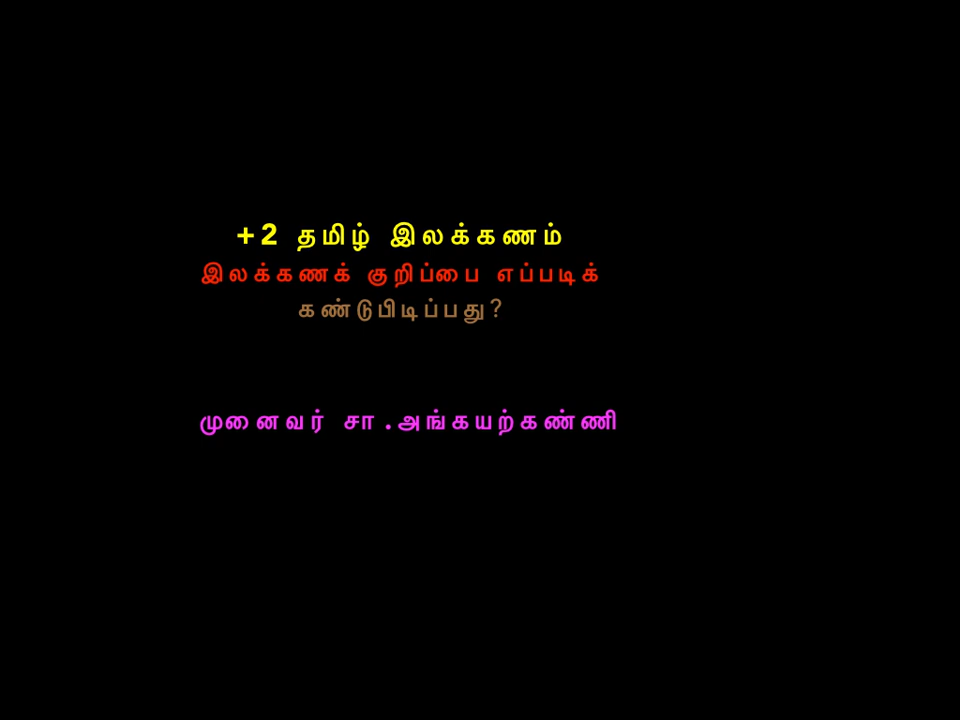 +2 தமிழ் இலக்கணம்
இலக்கணக் குறிப்பை எப்படிக்
கண்டுபிடிப்பது?
முனைவர் சா.அங்கயற்கண்ணி